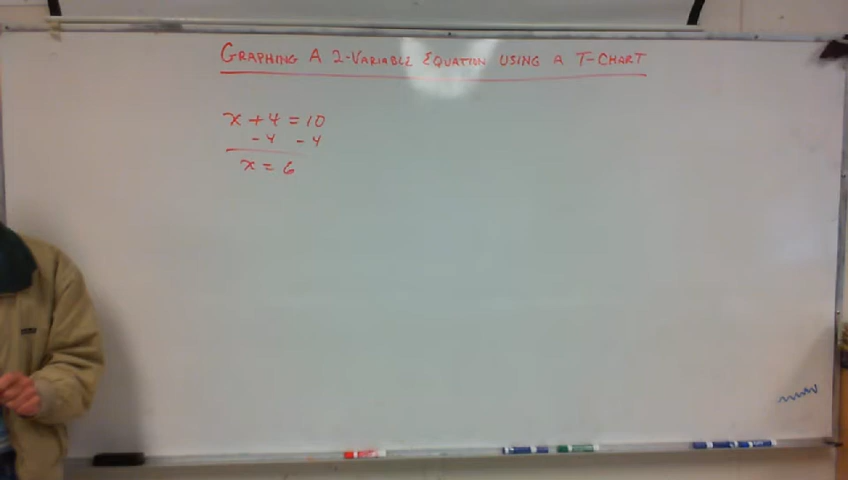 GRAPHING A 2-VARIABLE EQUATION USING A T-CHART
x + 4 = 10
- 4 - 4
x = 6